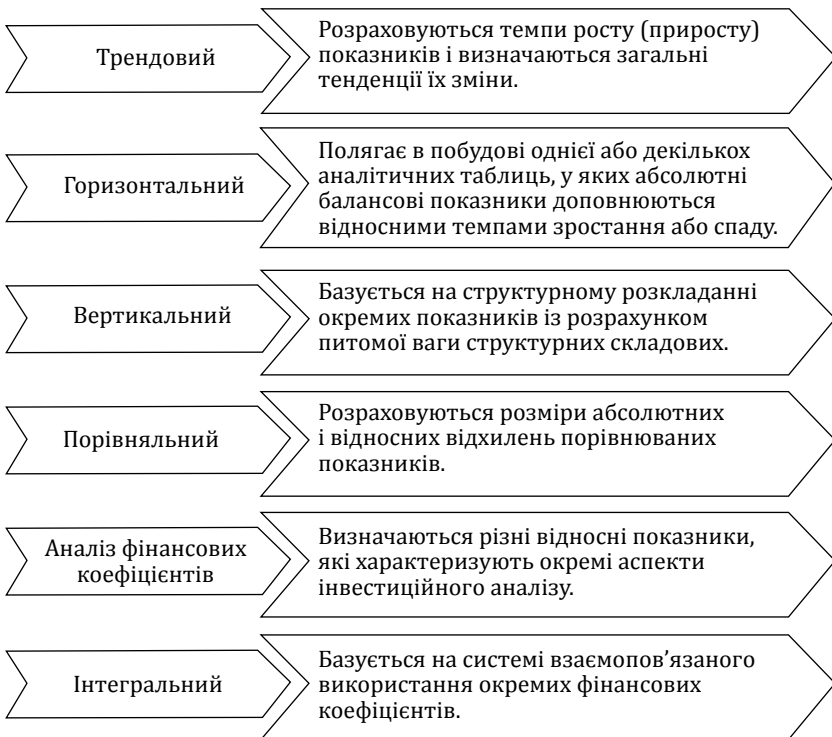 Трендовий
Розраховуються темпи росту (приросту)
показників і визначаються загальні
тенденції їх зміни.
Горизонтальний
Полягає в побудові однієї або декількох
аналітичних таблиць, у яких абсолютні
балансові показники доповнюються
відносними темпами зростання або спаду.
Вертикальний
Базується на структурному розкладанні
окремих показників із розрахунком
питомої ваги структурних складових.
Порівняльний
Розраховуються розміри абсолютних
і відносних відхилень порівнюваних
показників.
Аналіз фінансових
коефіцієнтів
Визначаються різні відносні показники,
які характеризують окремі аспекти
інвестиційного аналізу.
Інтегральний
Базується на системі взаємопов’язаного
використання окремих фінансових
коефіцієнтів.